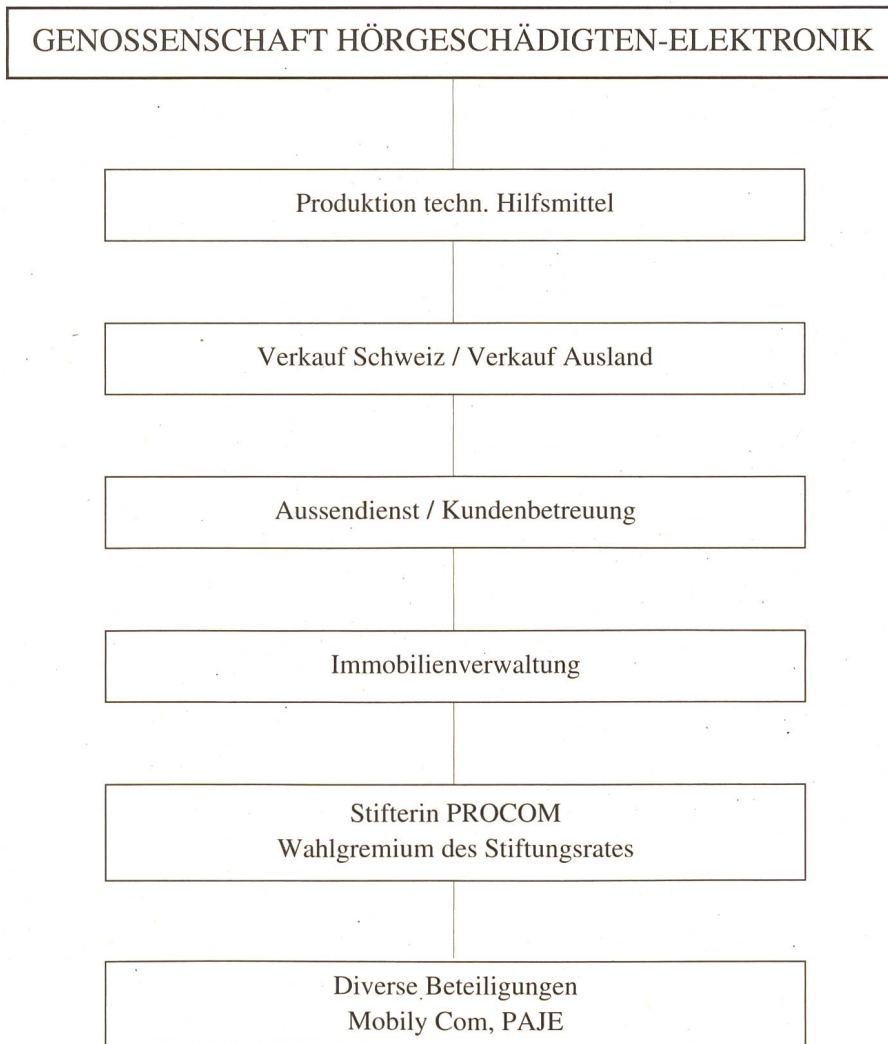 GENOSSENSCHAFT HÖRGESCHÄDIGTEN-ELEKTRONIK
Produktion techn. Hilfsmittel
Verkauf Schweiz / Verkauf Ausland
Aussendienst / Kundenbetreuung
Immobilienverwaltung
Stifterin PROCOM
Wahlgremium des Stiftungsrates
Diverse Beteiligungen
Mobily Com, PAJE